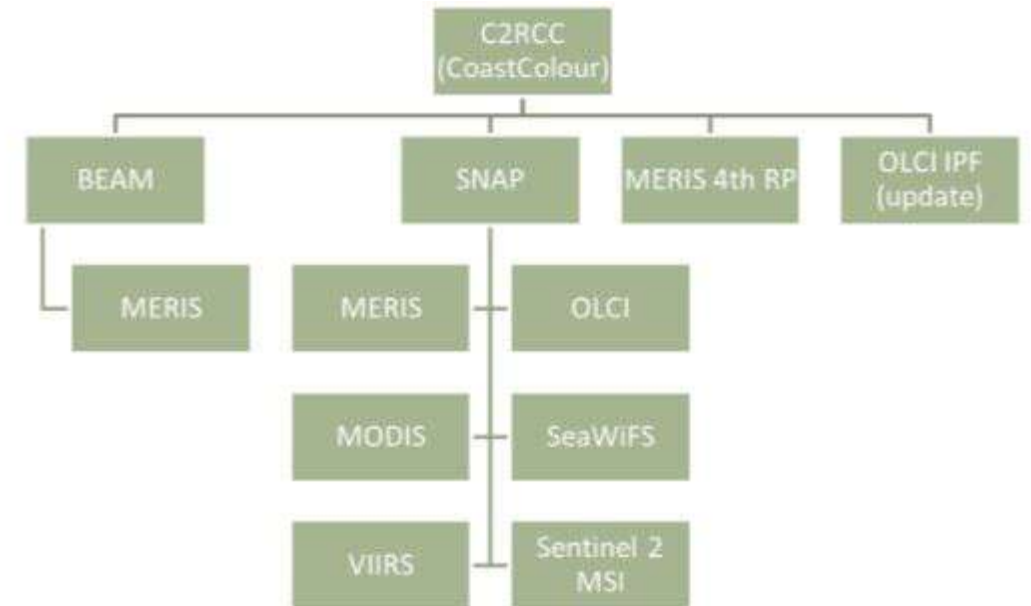 C2RCC
(CoastColour)
BEAM
SNAP
MERIS 4th RP
OLCI IPF
(update)
MERIS
MERIS
OLCI
MODIS
SeaWiFS
VIIRS
Sentinel 2
MSI